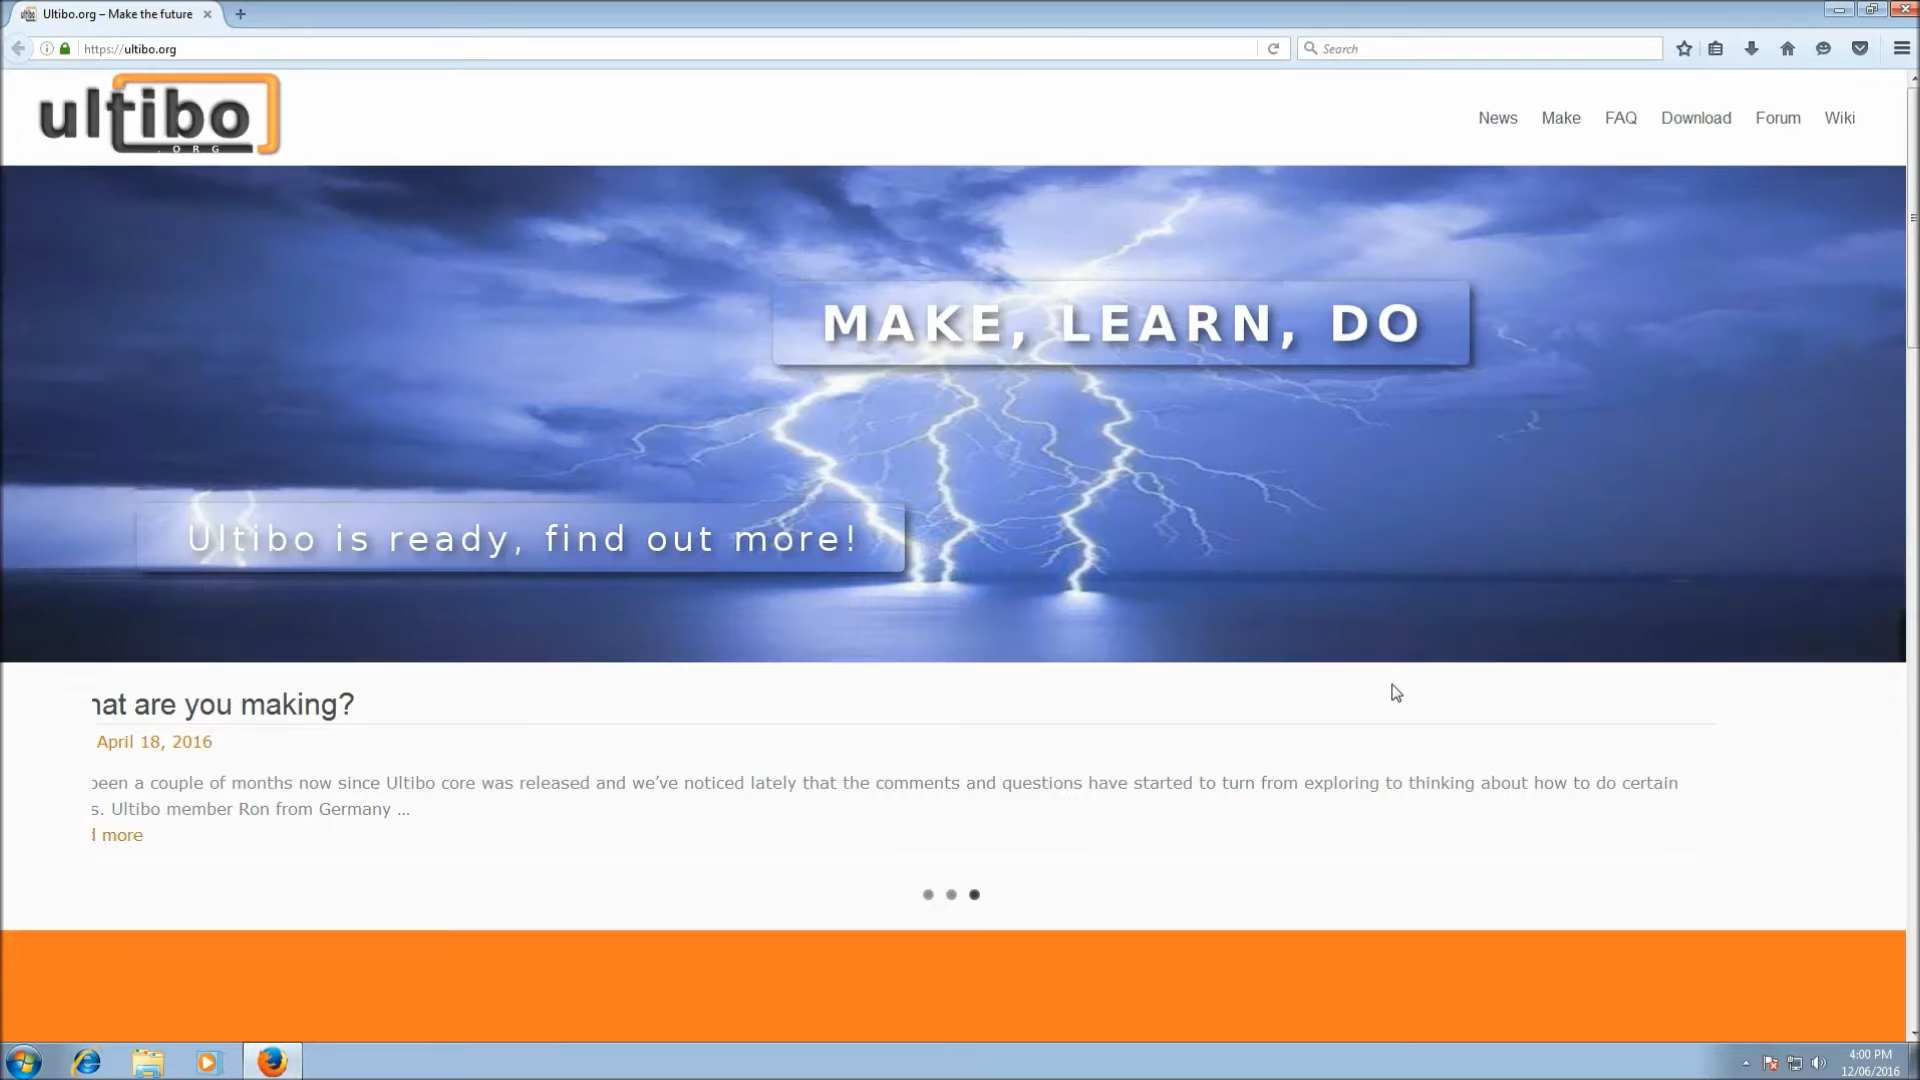 Ultibo.org – Make the future
https://ultibo.org
Search
ultibo
.ORG
News Make FAQ Download Forum Wiki
MAKE, LEARN, DO
Ultibo is ready, find out more!
hat are you making?
April 18, 2016
been a couple of months now since Ultibo core was released and we’ve noticed lately that the comments and questions have started to turn from exploring to thinking about how to do certain
s. Ultibo member Ron from Germany ...
d more
4:00 PM
12/06/2016